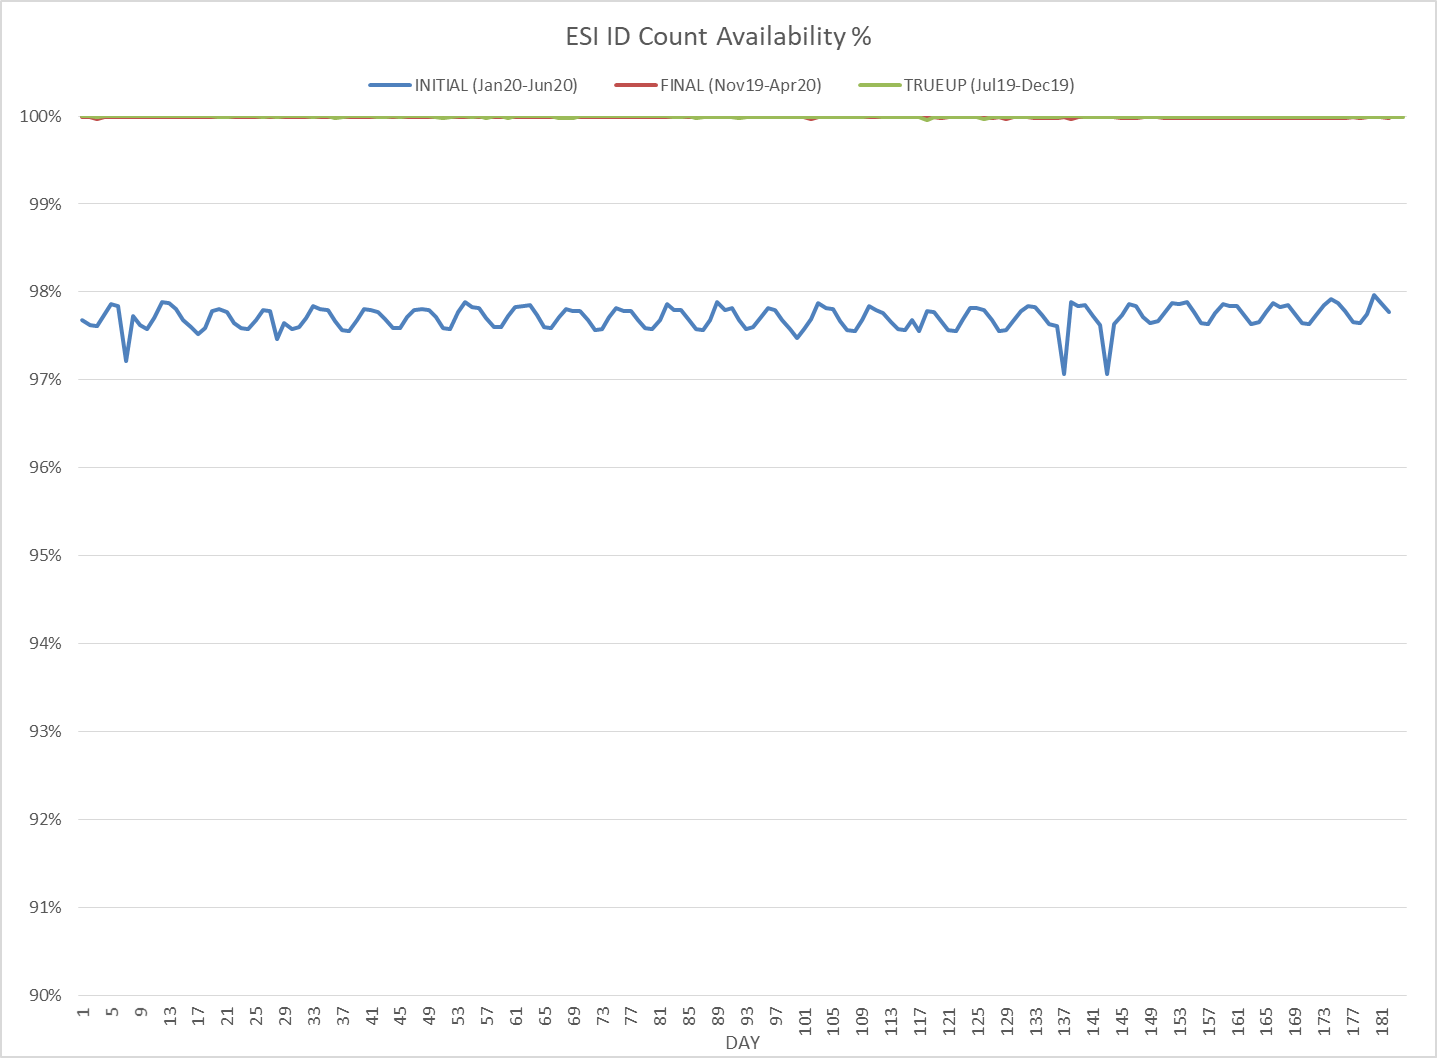 ESI ID Count Availability %
INITIAL (Jan20-Jun20) FINAL (Nov19-Apr20) TRUEUP (Jul19-Dec19)
100%
99%
98%
97%
96%
95%
94%
93%
92%
91%
90%
1 5 9 13 17 21 25 29 33 37 41 45 49 53 57 61 65 69 73 77 81 85 89 93 97 101 105 109 113 117 121 125 129 133 137 141 145 149 153 157 161 165 169 173 177 181
DAY